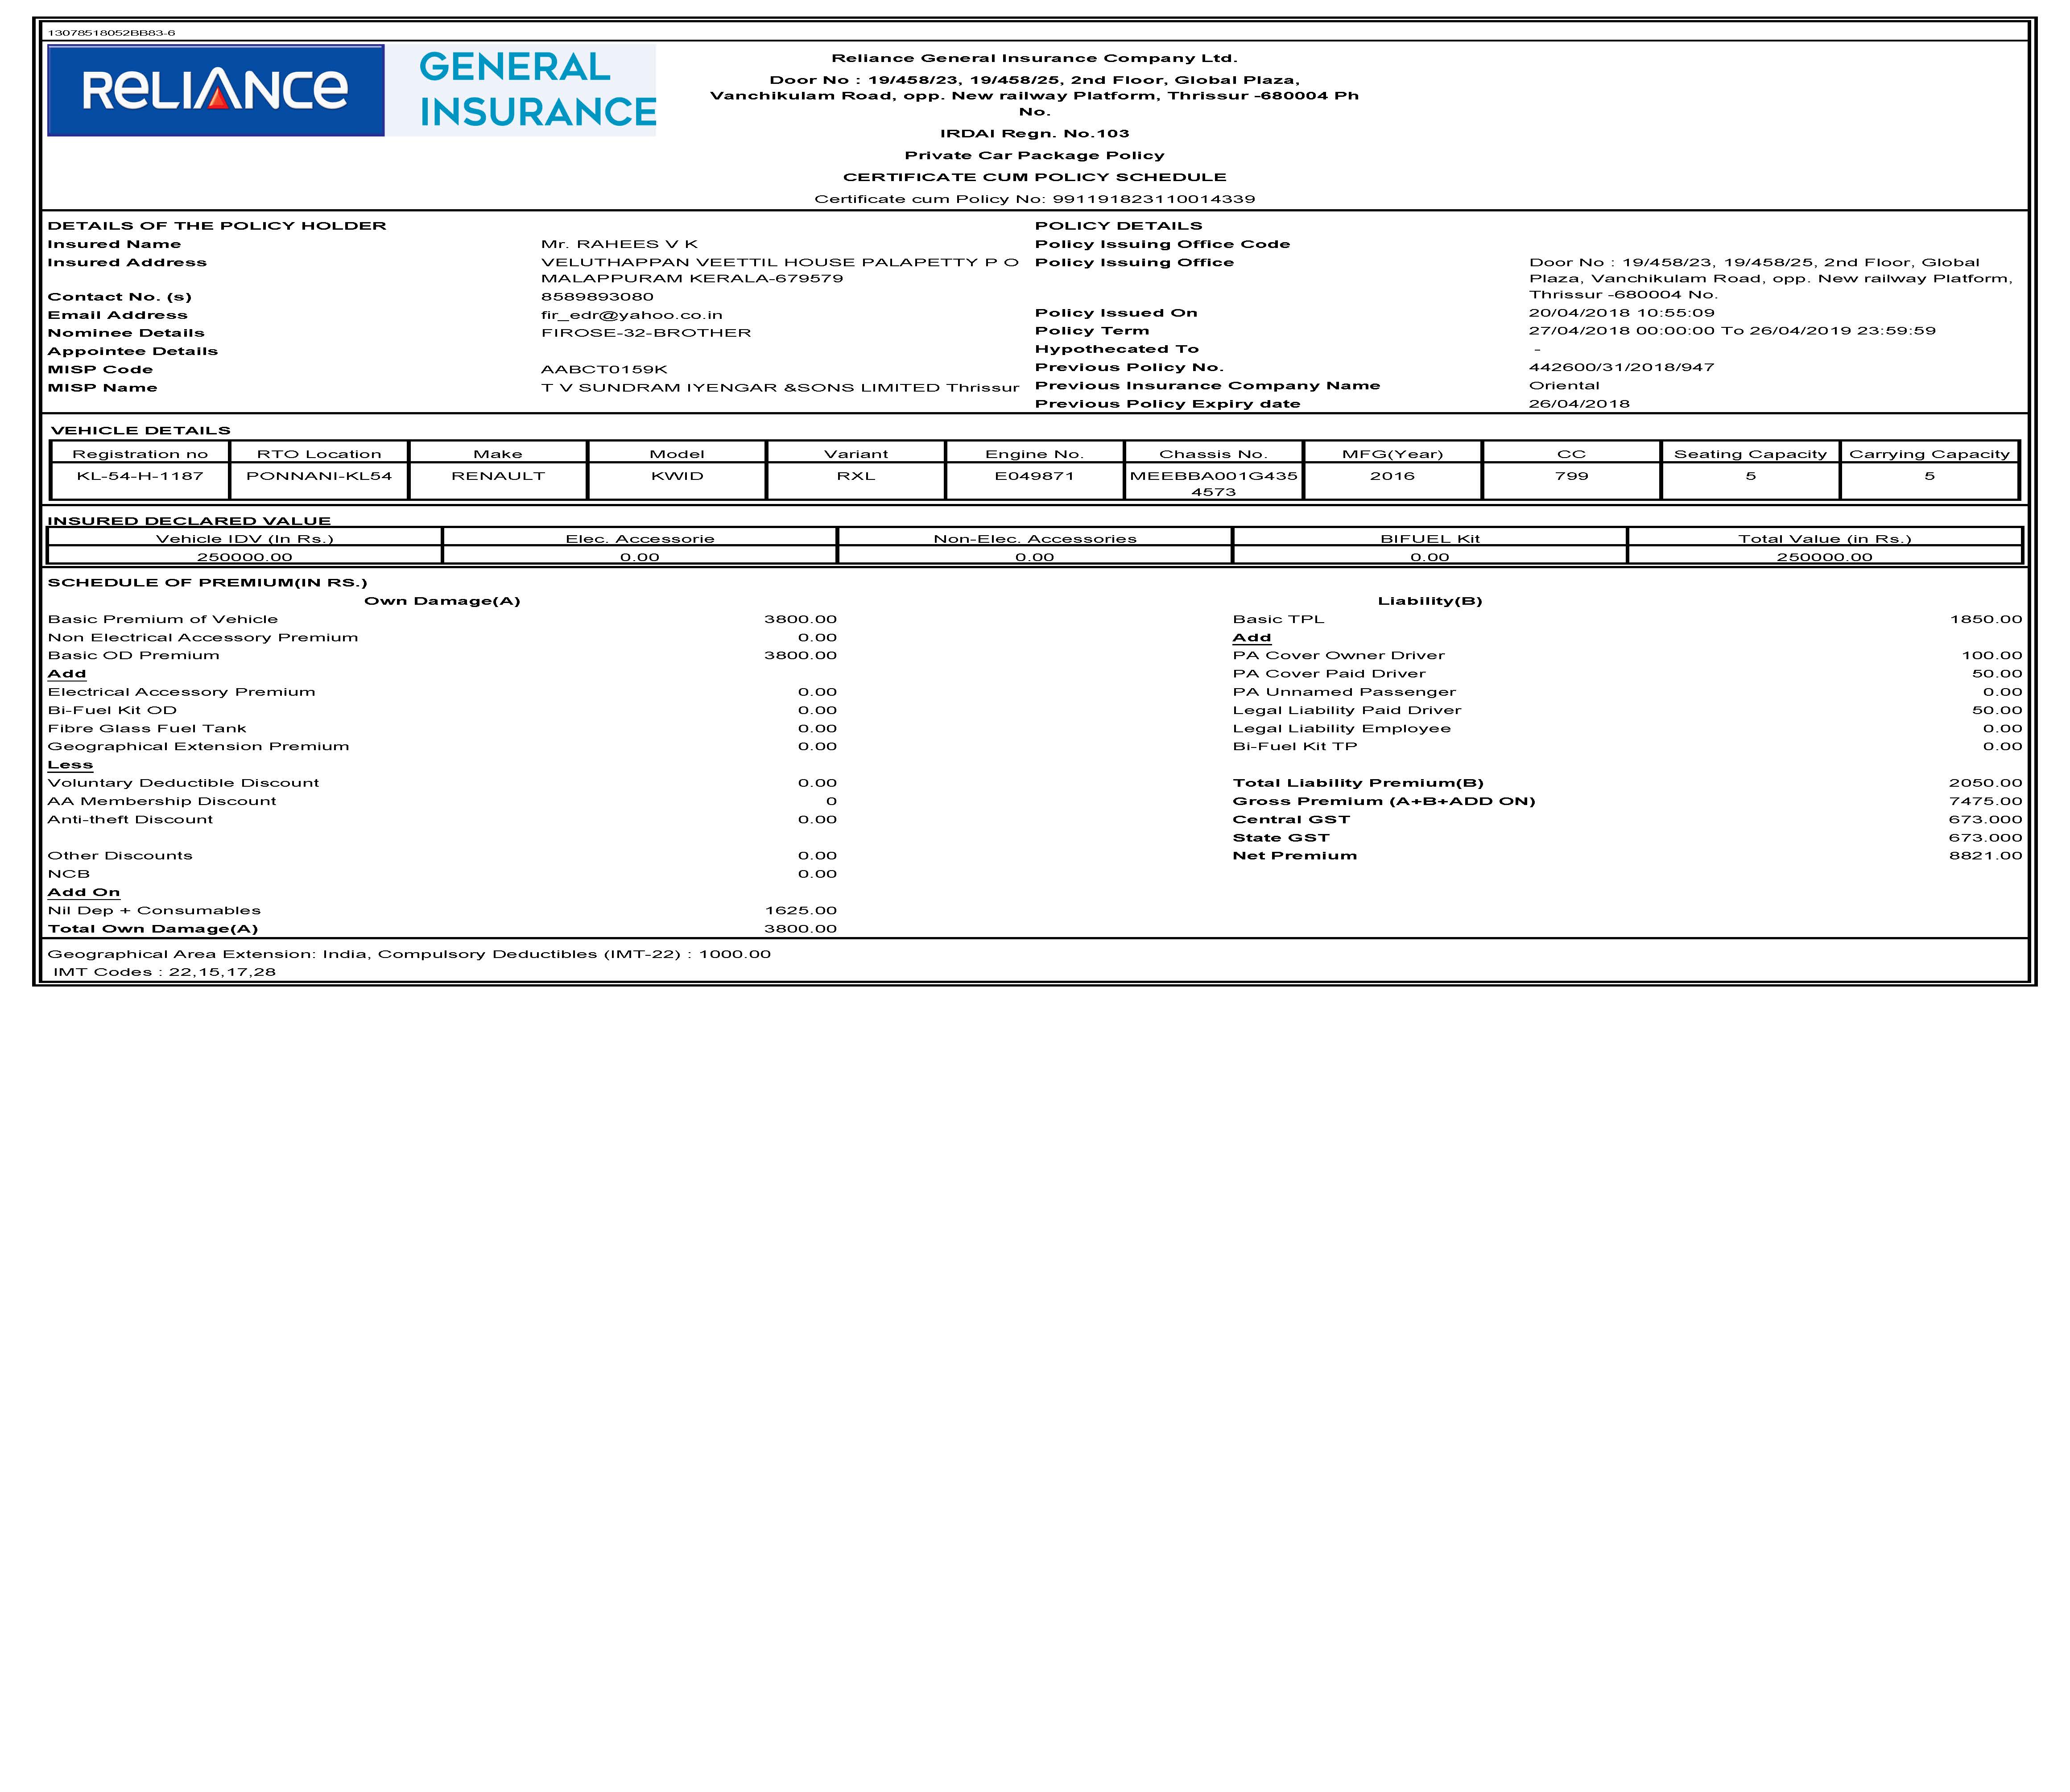 13078518052BB83-6
RELIANCE GENERAL
INSURANCE
Reliance General Insurance Company Ltd.
Door No : 19/458/23, 19/458/25, 2nd Floor, Global Plaza,
Vanchikulam Road, opp. New railway Platform, Thrissur -680004 Ph
No.
IRDAI Regn. No.103
Private Car Package Policy
CERTIFICATE CUM POLICY SCHEDULE
Certificate cum Policy No: 991191823110014339
DETAILS OF THE POLICY HOLDER
Insured Name Mr. RAHEES V K
Insured Address VELUTHAPPAN VEETTIL HOUSE PALAPETTY P O
MALAPPURAM KERALA-679579
Contact No. (s) 8589893080
Email Address fir_edr@yahoo.co.in
Nominee Details FIROSE-32-BROTHER
Appointee Details
MISP Code AABCT0159K
MISP Name T V SUNDRAM IYENGAR &SONS LIMITED Thrissur
POLICY DETAILS
Policy Issuing Office Code
Policy Issuing Office Door No : 19/458/23, 19/458/25, 2nd Floor, Global
Plaza, Vanchikulam Road, opp. New railway Platform,
Thrissur -680004 No.
Policy Issued On 20/04/2018 10:55:09
Policy Term 27/04/2018 00:00:00 To 26/04/2019 23:59:59
Hypothecated To -
Previous Policy No. 442600/31/2018/947
Previous Insurance Company Name Oriental
Previous Policy Expiry date 26/04/2018
VEHICLE DETAILS
Registration no RTO Location Make Model Variant Engine No. Chassis No. MFG(Year) CC Seating Capacity Carrying Capacity
KL-54-H-1187 PONNANI-KL54 RENAULT KWID RXL E049871 MEEBBA001G435 2016 799 5 5
4573
INSURED DECLARED VALUE
Vehicle IDV (In Rs.) Elec. Accessorie Non-Elec. Accessories BIFUEL Kit Total Value (in Rs.)
250000.00 0.00 0.00 0.00 250000.00
SCHEDULE OF PREMIUM(IN RS.)
Own Damage(A)
Basic Premium of Vehicle 3800.00
Non Electrical Accessory Premium 0.00
Basic OD Premium 3800.00
Add
Electrical Accessory Premium 0.00
Bi-Fuel Kit OD 0.00
Fibre Glass Fuel Tank 0.00
Geographical Extension Premium 0.00
Less
Voluntary Deductible Discount 0.00
AA Membership Discount 0
Anti-theft Discount 0.00
Other Discounts 0.00
NCB 0.00
Add On
Nil Dep + Consumables 1625.00
Total Own Damage(A) 3800.00
Liability(B)
Basic TPL 1850.00
Add
PA Cover Owner Driver 100.00
PA Cover Paid Driver 50.00
PA Unnamed Passenger 0.00
Legal Liability Paid Driver 50.00
Legal Liability Employee 0.00
Bi-Fuel Kit TP 0.00
Total Liability Premium(B) 2050.00
Gross Premium (A+B+ADD ON) 7475.00
Central GST 673.000
State GST 673.000
Net Premium 8821.00
Geographical Area Extension: India, Compulsory Deductibles (IMT-22) : 1000.00
IMT Codes : 22,15,17,28